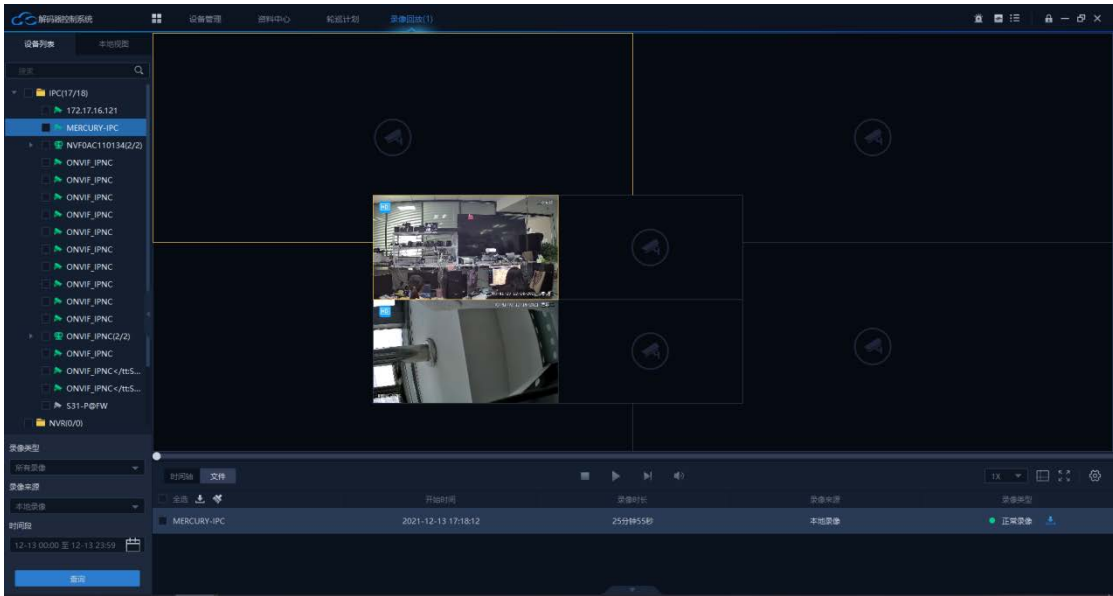 解码器控制系统
设备管理
资料中心
轮巡计划
录像回放(1)
设备列表
本地视图
搜索
IPC(17/18)
172.17.16.121
MERCURY-IPC
NVF0AC110134(2/2)
ONVIF_IPNC
ONVIF_IPNC
ONVIF_IPNC
ONVIF_IPNC
ONVIF_IPNC
ONVIF_IPNC
ONVIF_IPNC
ONVIF_IPNC
ONVIF_IPNC
ONVIF_IPNC
ONVIF_IPNC(2/2)
ONVIF_IPNC
ONVIF_IPNC</tt:S...
ONVIF_IPNC</tt:S...
S31-P@FW
NVR(0/0)
录像类型
所有录像
录像来源
本地录像
时间段
12-13 00:00 至 12-13 23:59
查询
时间轴
文件
1X
全选
开始时间
录像时长
录像来源
录像类型
MERCURY-IPC
2021-12-13 17:18:12
25分钟55秒
本地录像
正常录像